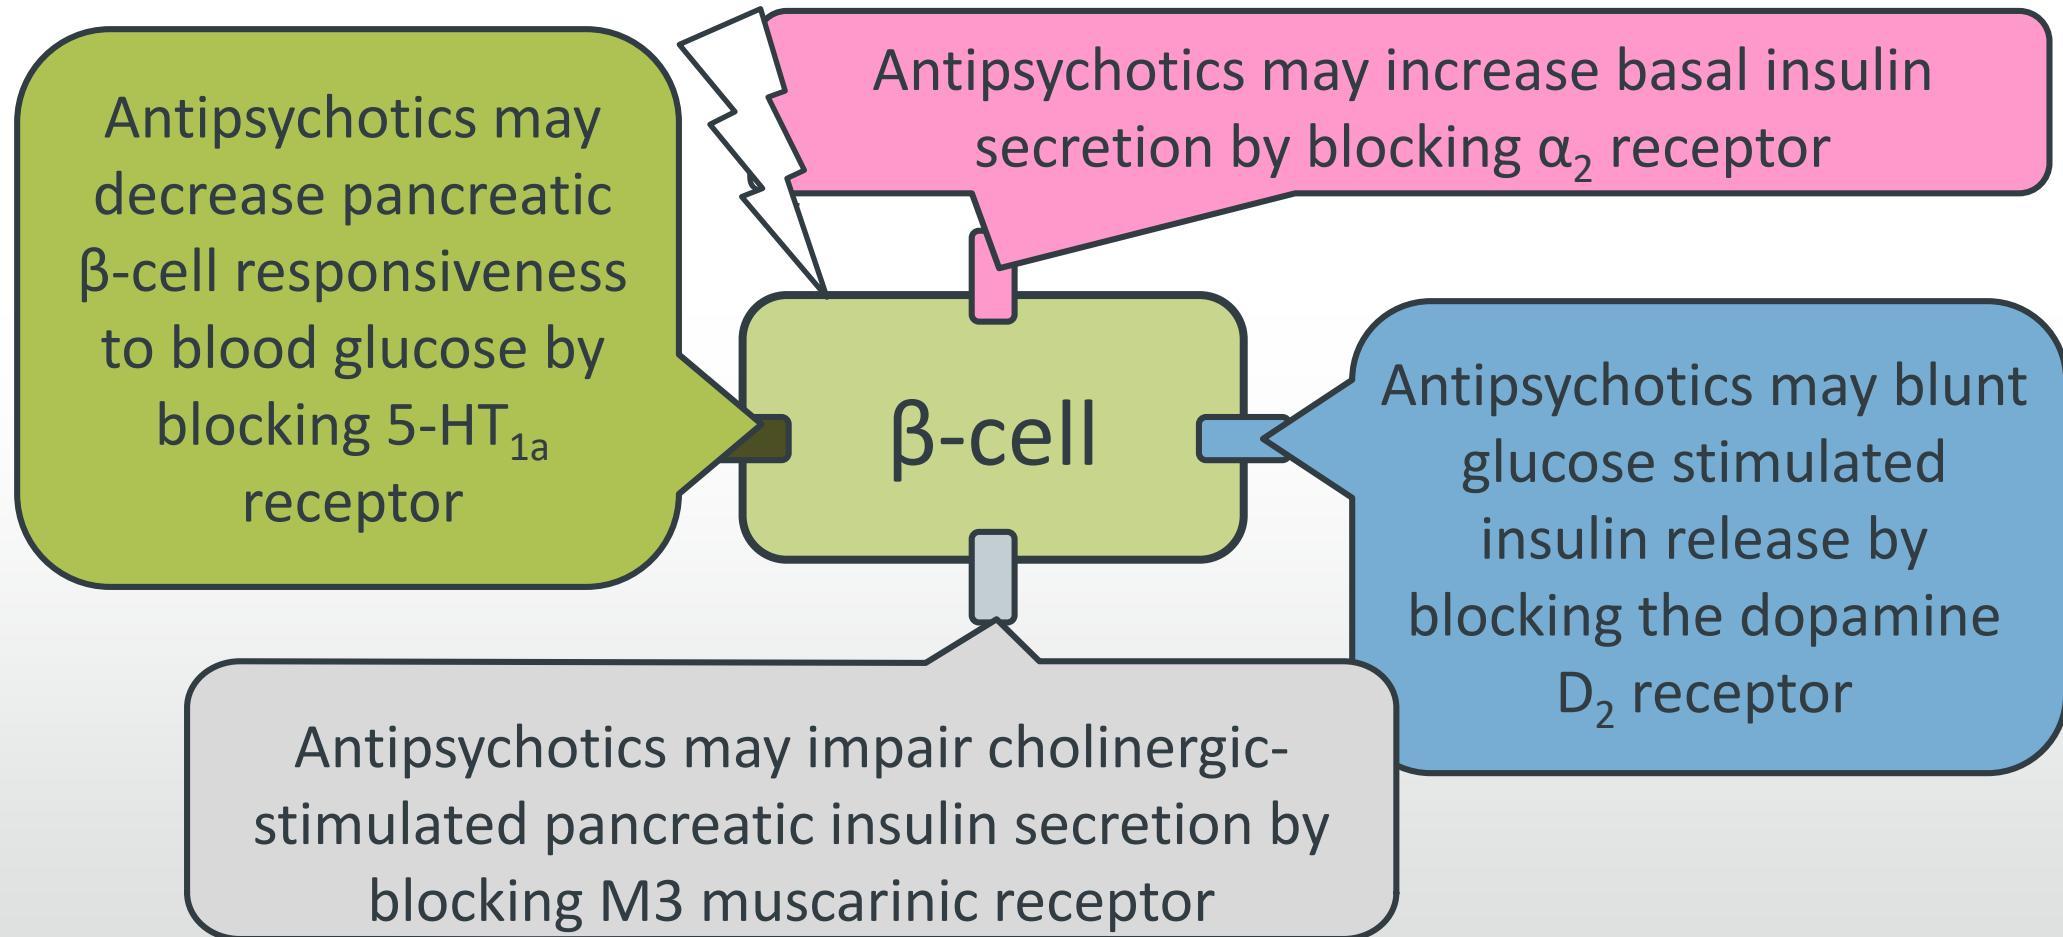 Antipsychotics may increase basal insulin
secretion by blocking α₂ receptor
Antipsychotics may
decrease pancreatic
β-cell responsiveness
to blood glucose by
blocking 5-HT₁ₐ
receptor
β-cell
Antipsychotics may blunt
glucose stimulated
insulin release by
blocking the dopamine
D₂ receptor
Antipsychotics may impair cholinergic-
stimulated pancreatic insulin secretion by
blocking M3 muscarinic receptor